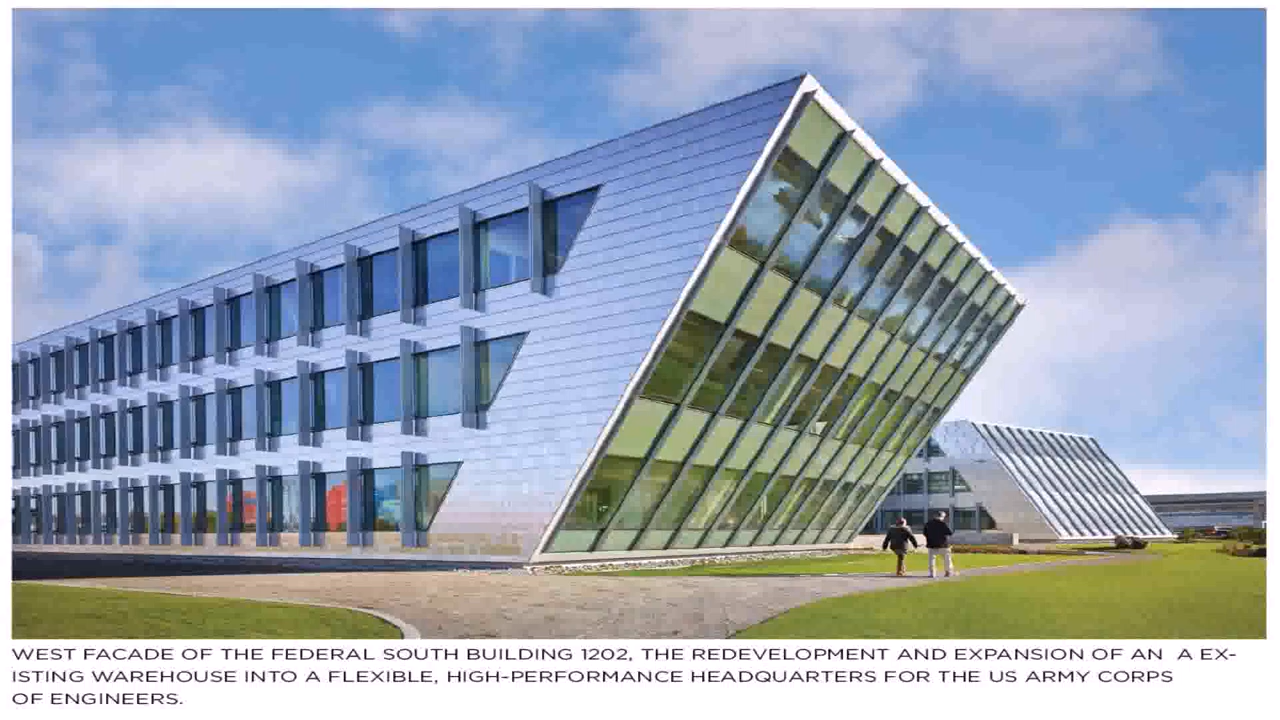 WEST FACADE OF THE FEDERAL SOUTH BUILDING 1202, THE REDEVELOPMENT AND EXPANSION OF AN A EX-
ISTING WAREHOUSE INTO A FLEXIBLE, HIGH-PERFORMANCE HEADQUARTERS FOR THE US ARMY CORPS
OF ENGINEERS.